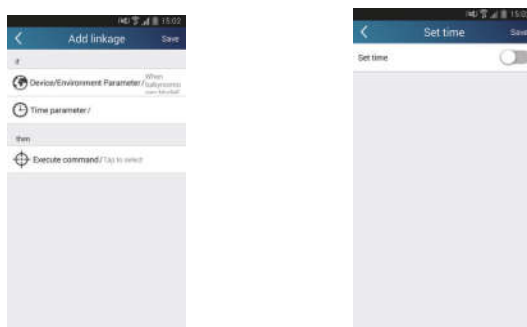 15:02
Add linkage
Save
if
Device/Environment Parameter/ When
Time parameter/
then
Execute command/Tap to select
15:02
Set time
Save
Set time